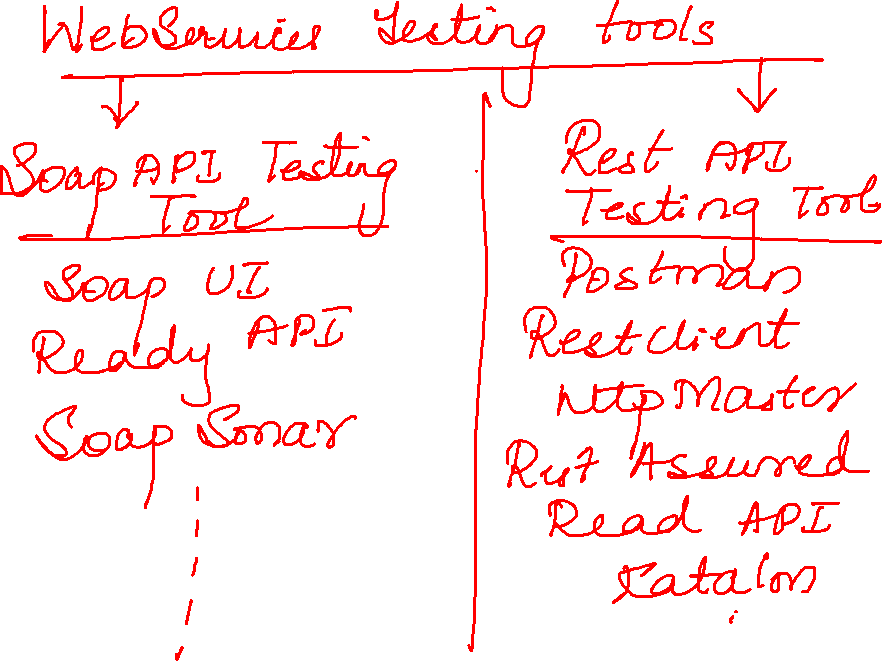 WebServices Testing tools
Soap API Testing
Tool
Soap UI
Ready API
Soap Sonar
Rest API
Testing Tools
Postman
Restclient
HttpMaster
Rest Assured
Read API
Katalon